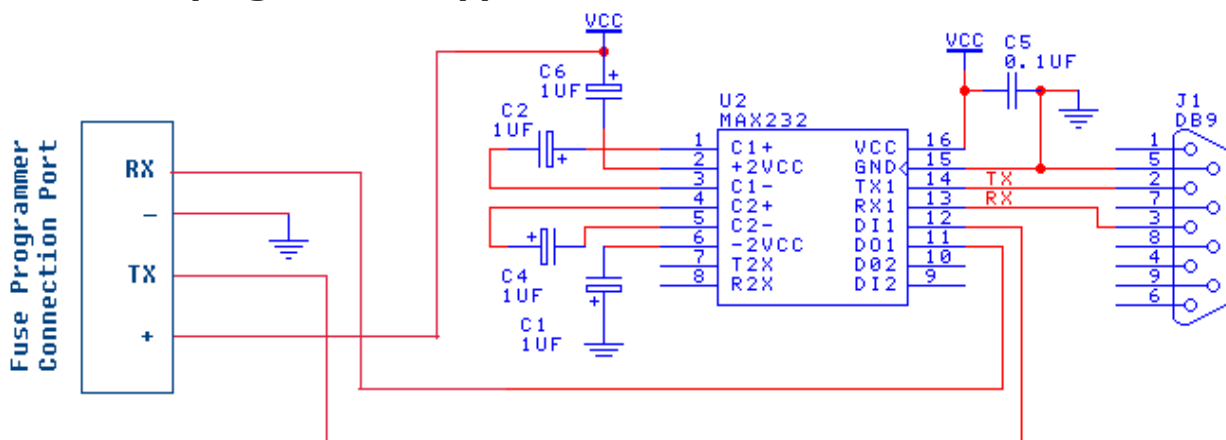 VCC
VCC
C5
0.1UF
C6
1UF
U2
MAX232
J1
DB9
C2
1UF
Fuse Programmer
Connection Port
RX
–
TX
+
1 C1+ VCC 16
2 +2VCC GND 15
3 C1- TX1 14 TX
4 C2+ RX1 13 RX
5 C2- DI1 12
6 -2VCC DO1 11
7 T2X D02 10
8 R2X DI2 9
1
5
2
7
3
8
4
9
6
C4
1UF
C1
1UF